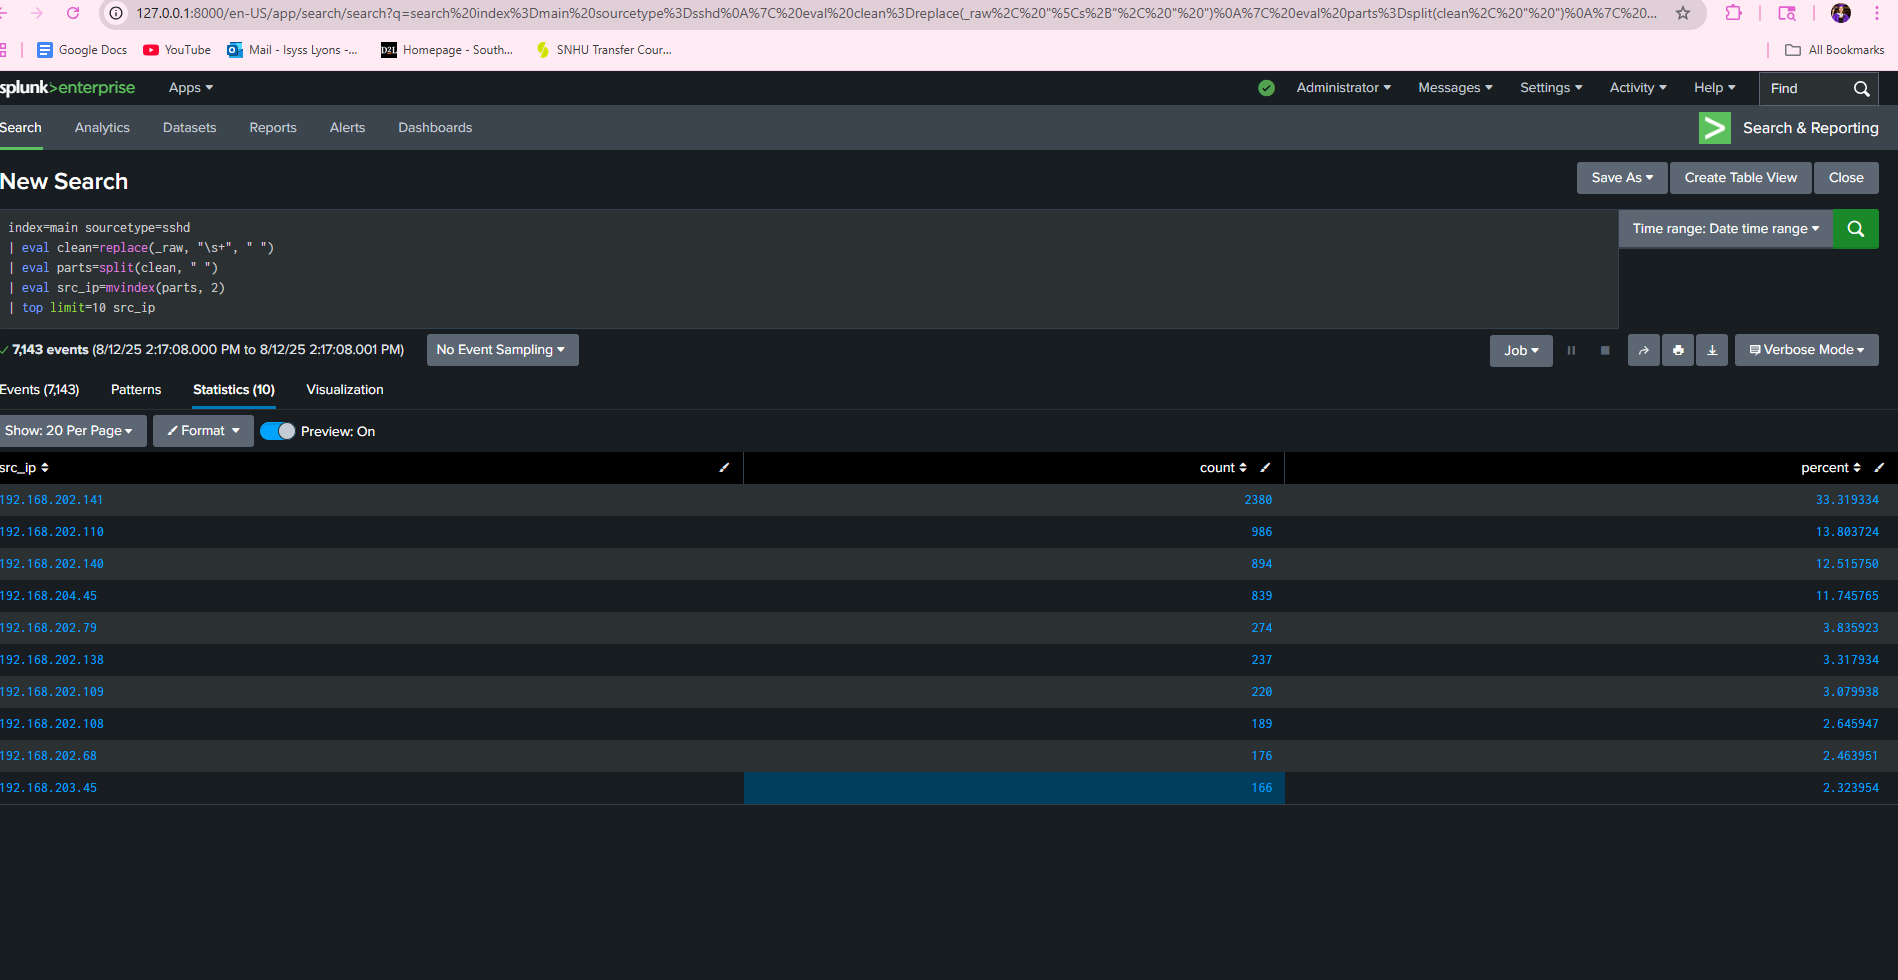 127.0.0.1:8000/en-US/app/search/search?q=search%20index%3Dmain%20sourcetype%3Dsshd%0A%7C%20eval%20clean%3Dreplace(_raw%2C%20"%5Cs%2B"%2C%20"%20")%0A%7C%20eval%20parts%3Dsplit(clean%2C%20"%20")%0A%7C%20...
Google Docs YouTube Mail - Isyss Lyons -... D2L Homepage - South... SNHU Transfer Cour... All Bookmarks
splunk>enterprise Apps Administrator Messages Settings Activity Help Find
Search Analytics Datasets Reports Alerts Dashboards Search & Reporting
New Search Save As Create Table View Close
index=main sourcetype=sshd Time range: Date time range
| eval clean=replace(_raw, "\s+", " ")
| eval parts=split(clean, " ")
| eval src_ip=mvindex(parts, 2)
| top limit=10 src_ip
7,143 events (8/12/25 2:17:08.000 PM to 8/12/25 2:17:08.001 PM) No Event Sampling Job Verbose Mode
Events (7,143) Patterns Statistics (10) Visualization
Show: 20 Per Page Format Preview: On
src_ip count percent
192.168.202.141 2380 33.319334
192.168.202.110 986 13.803724
192.168.202.140 894 12.515750
192.168.204.45 839 11.745765
192.168.202.79 274 3.835923
192.168.202.138 237 3.317934
192.168.202.109 220 3.079938
192.168.202.108 189 2.645947
192.168.202.68 176 2.463951
192.168.203.45 166 2.323954